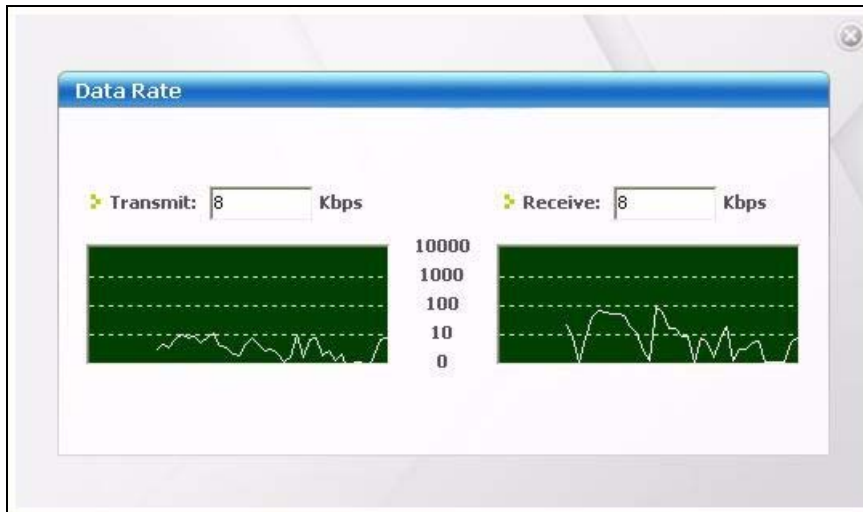 Data Rate
Transmit: 8 Kbps
Receive: 8 Kbps
10000
1000
100
10
0